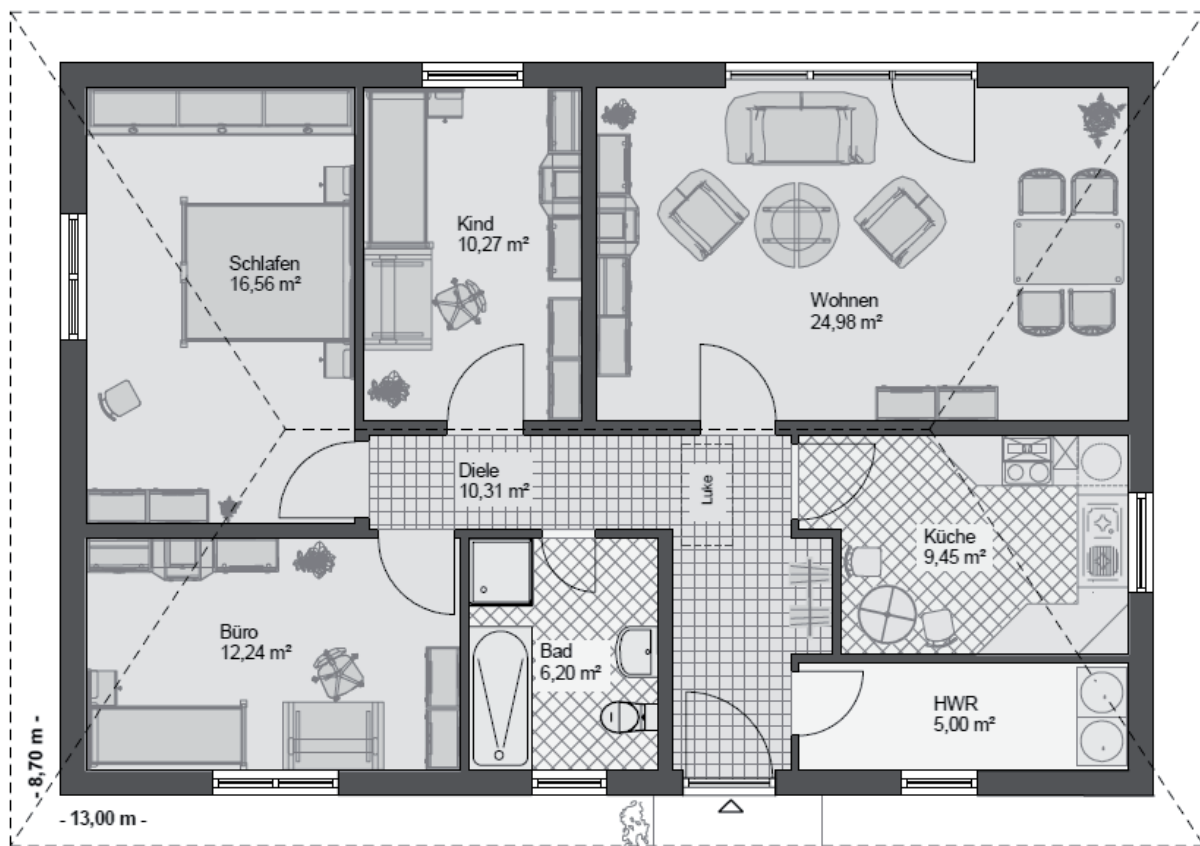 Kind
10,27 m²
Schlafen
16,56 m²
Wohnen
24,98 m²
Diele
10,31 m²
Luke
Küche
9,45 m²
Büro
12,24 m²
Bad
6,20 m²
HWR
5,00 m²
- 8,70 m -
- 13,00 m -